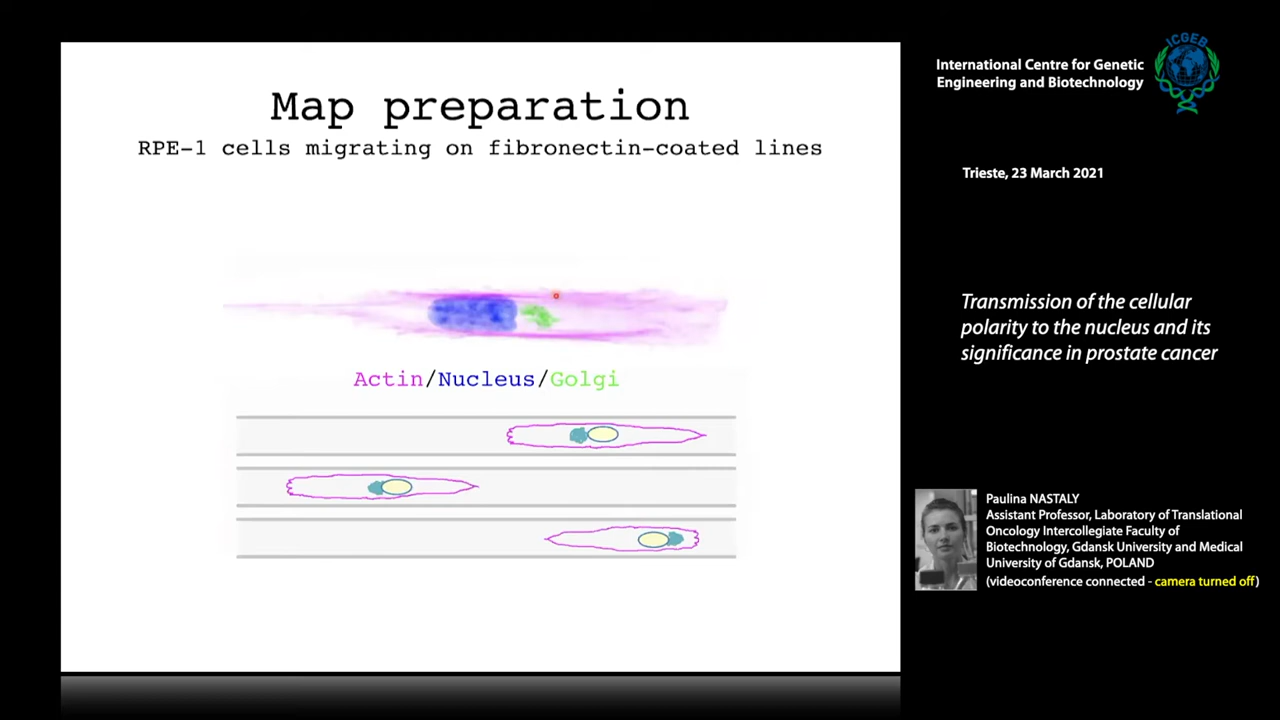 Map preparation
RPE-1 cells migrating on fibronectin-coated lines
Actin/Nucleus/Golgi
International Centre for Genetic
Engineering and Biotechnology
ICGEB
Trieste, 23 March 2021
Transmission of the cellular
polarity to the nucleus and its
significance in prostate cancer
Paulina NASTALY
Assistant Professor, Laboratory of Translational
Oncology Intercollegiate Faculty of
Biotechnology, Gdansk University and Medical
University of Gdansk, POLAND
(videoconference connected - camera turned off)